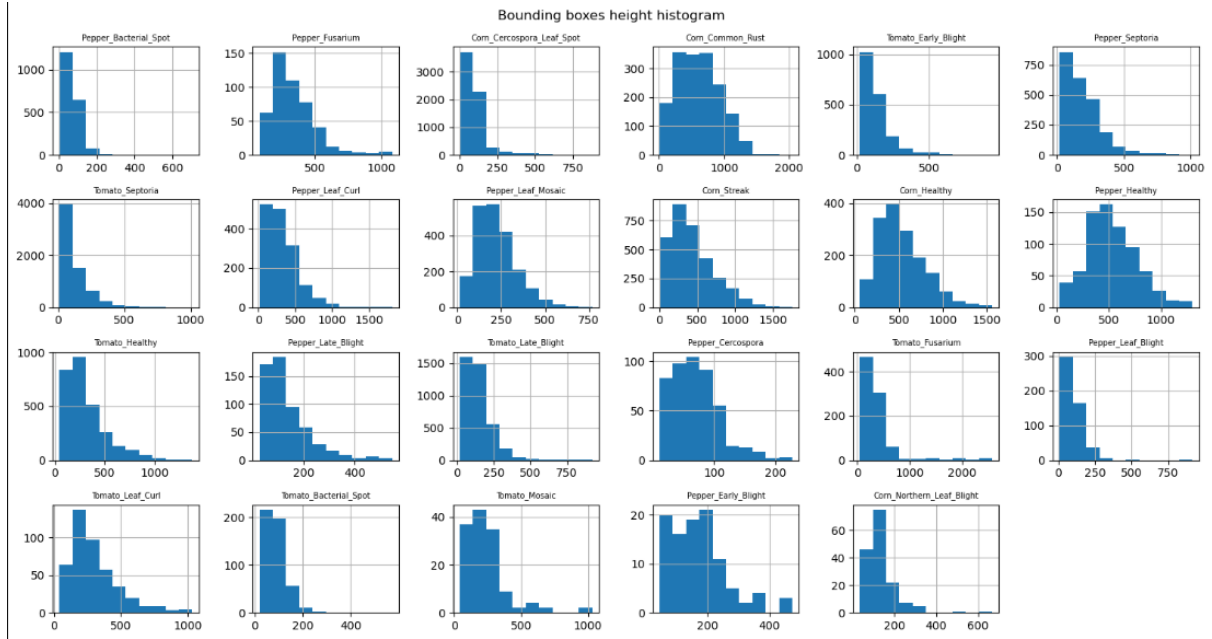 Bounding boxes height histogram
Pepper_Bacterial_Spot Pepper_Fusarium Corn_Cercospora_Leaf_Spot Corn_Common_Rust Tomato_Early_Blight Pepper_Septoria
1000 500 0 0 200 400 600
150 100 50 0 500 1000
3000 2000 1000 0 0 250 500 750
300 200 100 0 0 1000 2000
1000 500 0 500
750 500 250 0 0 500 1000
Tomato_Septoria Pepper_Leaf_Curl Pepper_Leaf_Mosaic Corn_Streak Corn_Healthy Pepper_Healthy
4000 2000 0 0 500 1000
400 200 0 0 500 1000 1500
400 200 0 0 250 500 750
750 500 250 0 0 500 1000 1500
400 200 0 0 500 1000 1500
150 100 50 0 0 500 1000
Tomato_Healthy Pepper_Late_Blight Tomato_Late_Blight Pepper_Cercospora Tomato_Fusarium Pepper_Leaf_Blight
1000 500 0 0 500 1000
150 100 50 0 200 400
1500 1000 500 0 0 250 500 750
100 50 0 100 200
400 200 0 0 1000 2000
300 200 100 0 0 250 500 750
Tomato_Leaf_Curl Tomato_Bacterial_Spot Tomato_Mosaic Pepper_Early_Blight Corn_Northern_Leaf_Blight
100 50 0 0 500 1000
200 100 0 0 200 400
40 20 0 500 1000
20 10 0 200 400
60 40 20 0 200 400 600